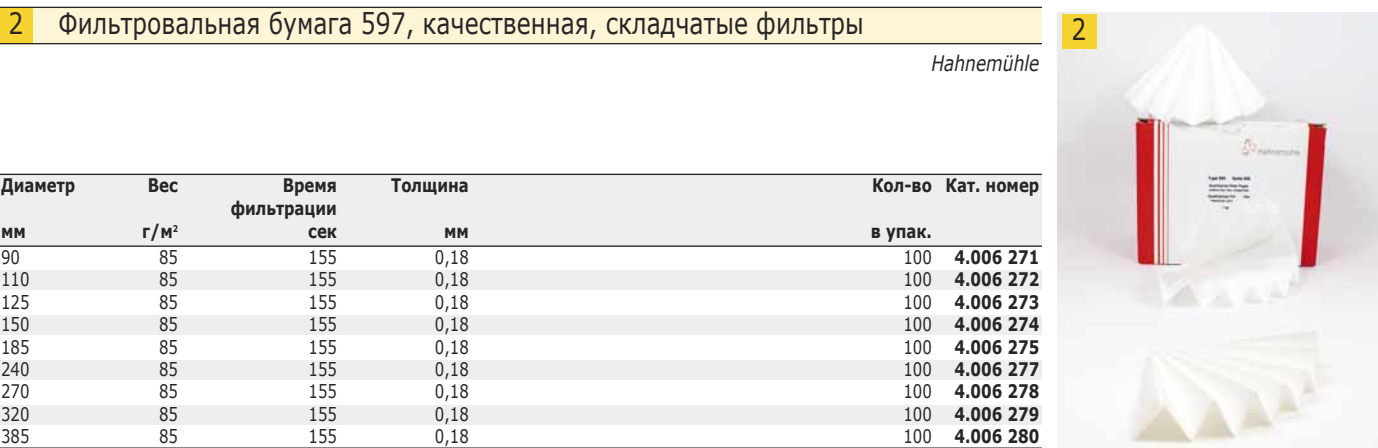 2 Фильтровальная бумага 597, качественная, складчатые фильтры
Hahnemühle
Диаметр Вес Время Толщина Кол-во Кат. номер
фильтрации
мм г/м² сек мм в упак.
90 85 155 0,18 100 4.006 271
110 85 155 0,18 100 4.006 272
125 85 155 0,18 100 4.006 273
150 85 155 0,18 100 4.006 274
185 85 155 0,18 100 4.006 275
240 85 155 0,18 100 4.006 277
270 85 155 0,18 100 4.006 278
320 85 155 0,18 100 4.006 279
385 85 155 0,18 100 4.006 280
2
Hahnemühle